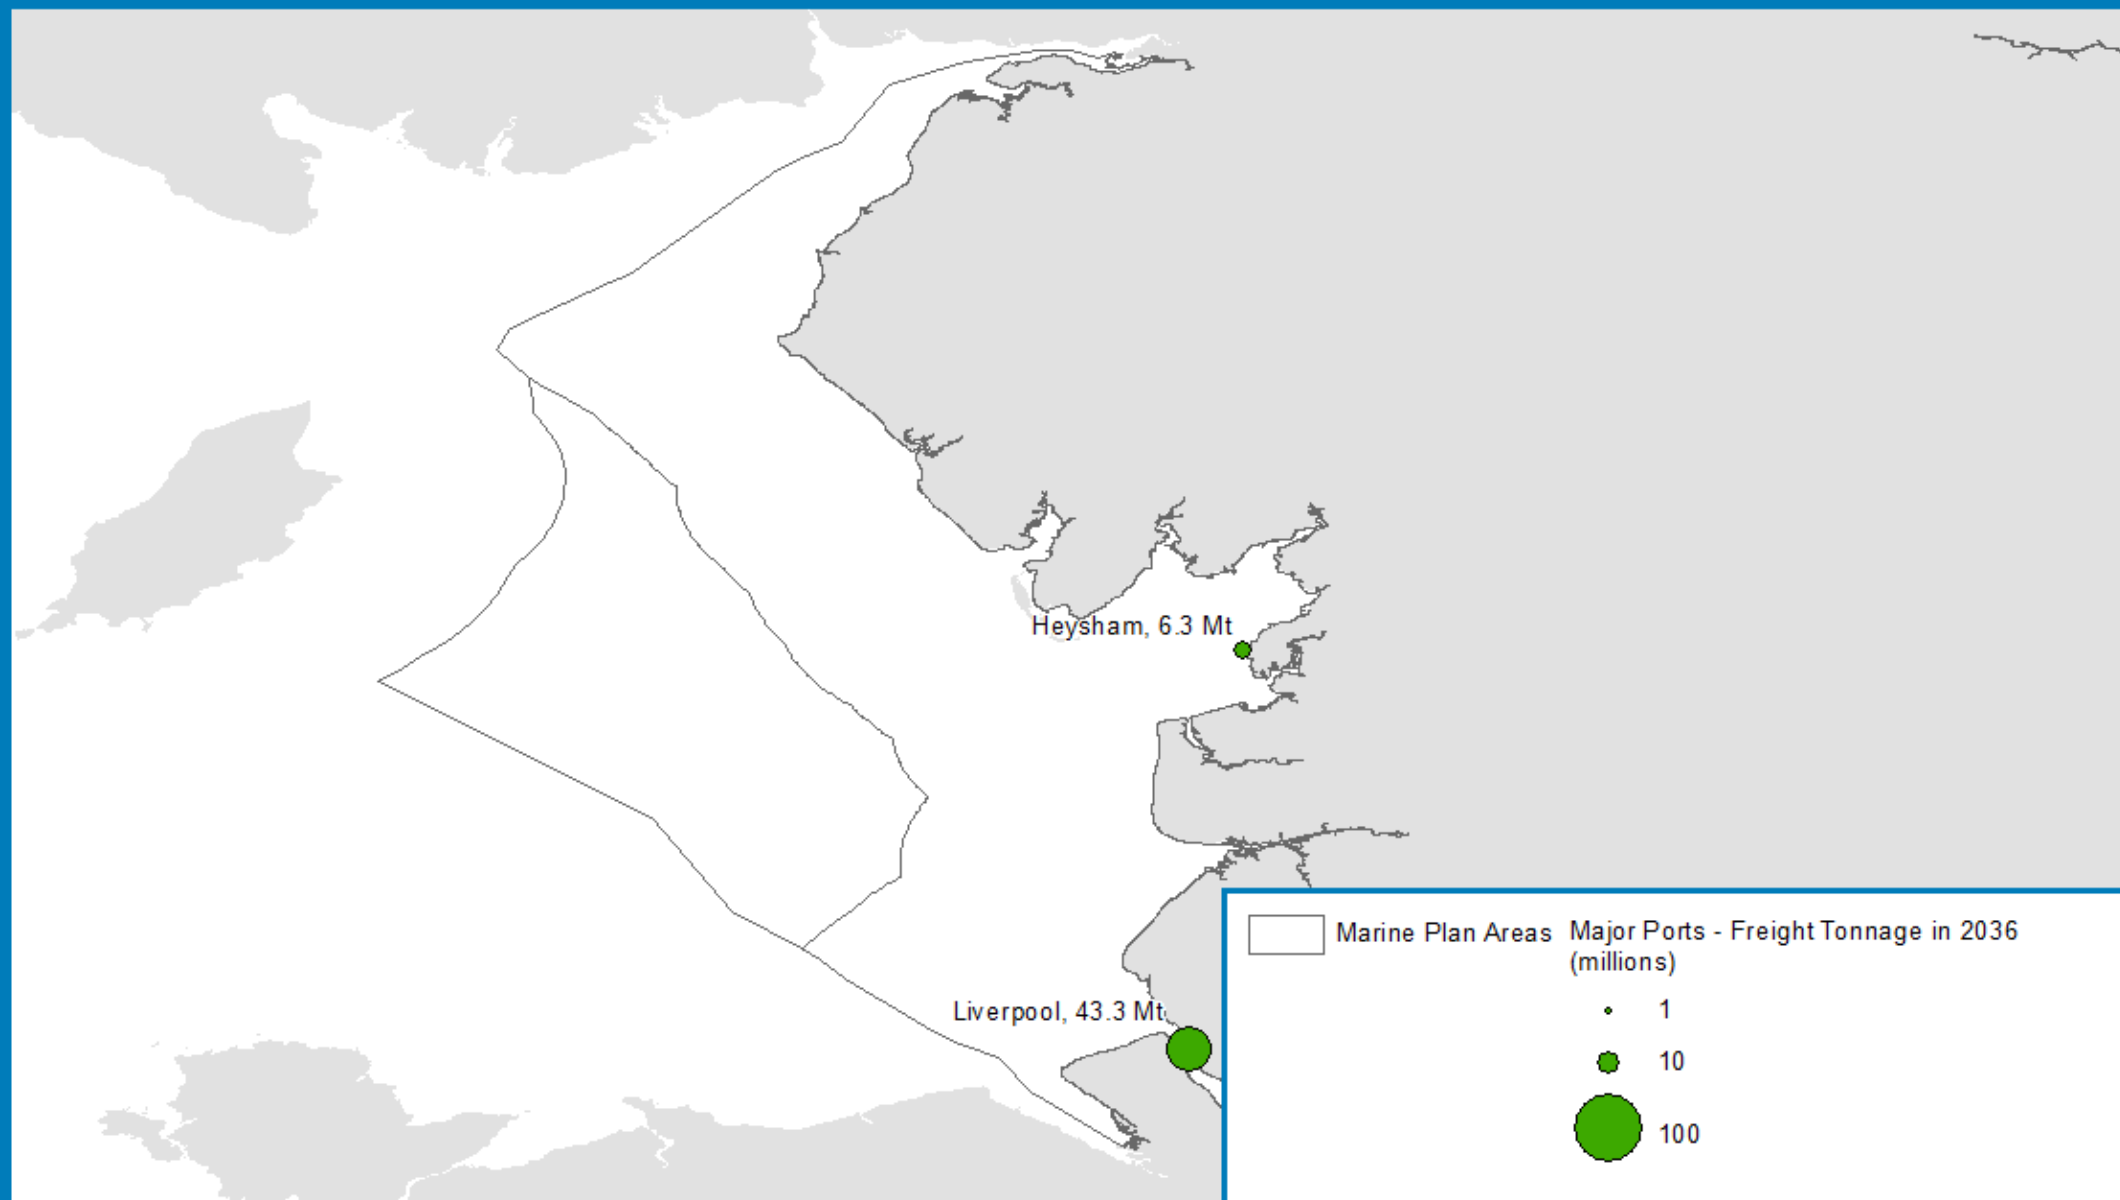 Heysham, 6.3 Mt
Liverpool, 43.3 Mt
Marine Plan Areas
Major Ports - Freight Tonnage in 2036
(millions)
1
10
100